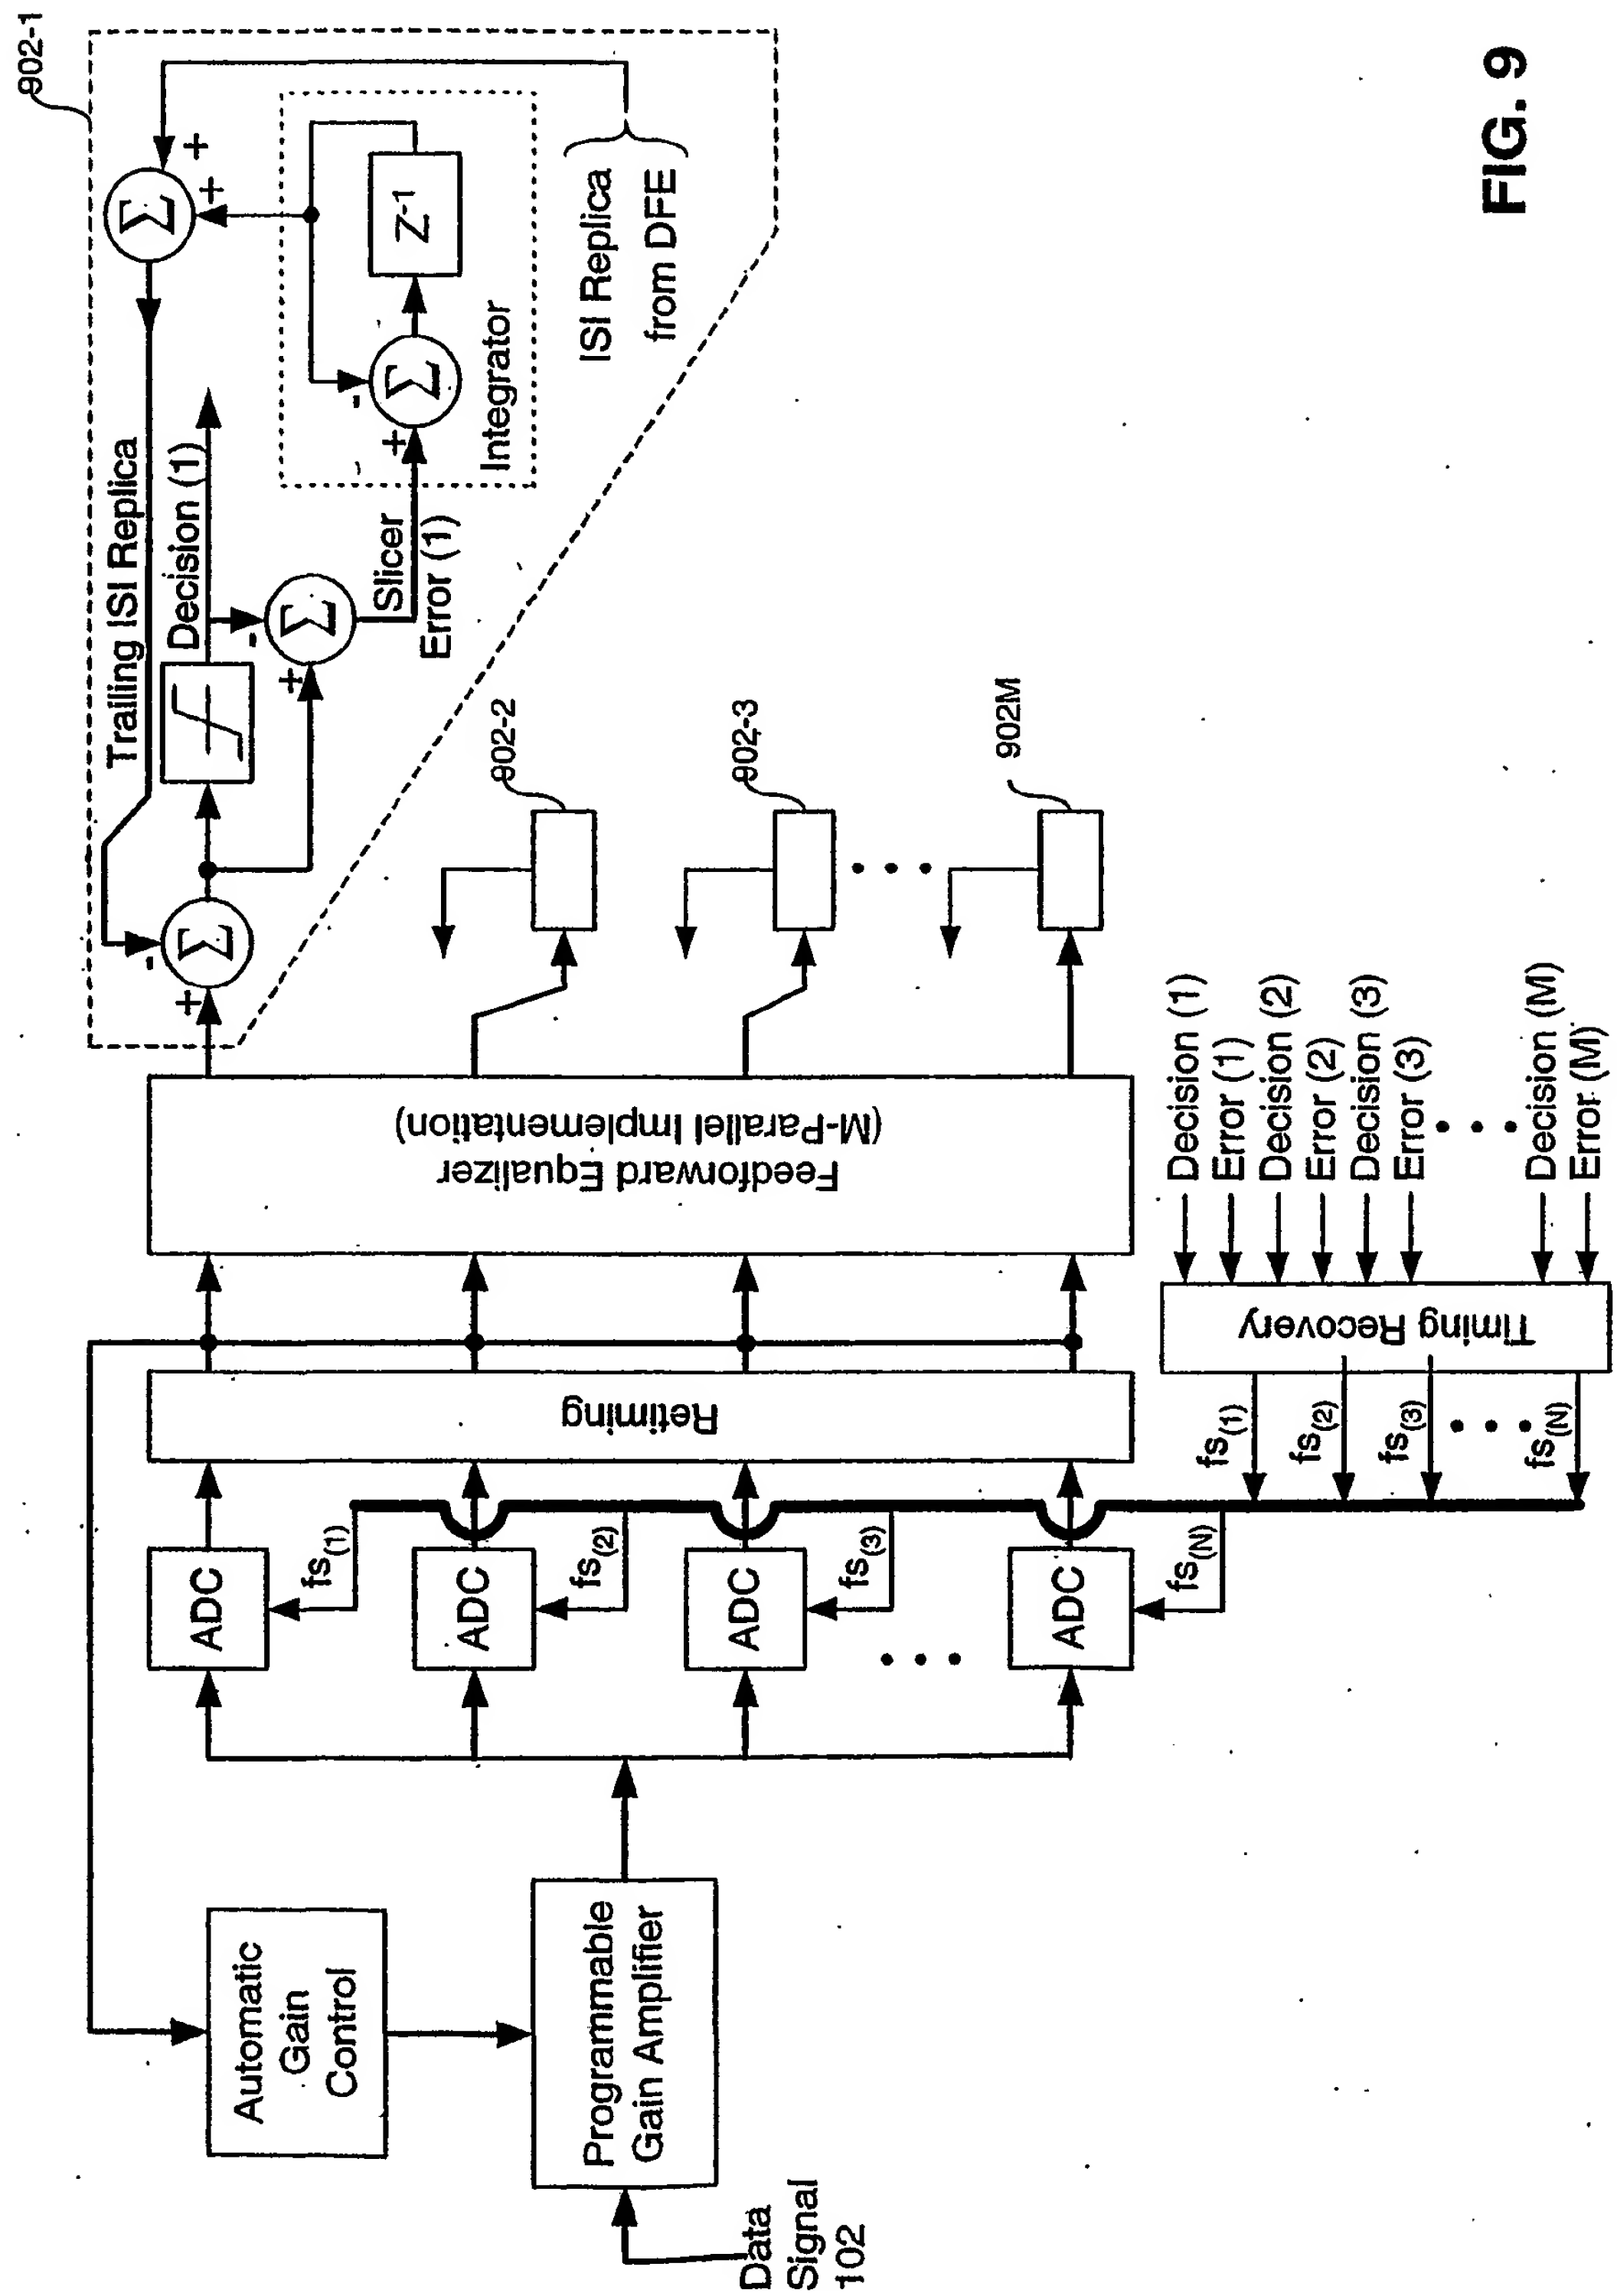 902-1
Trailing ISI Replica
Decision (1)
Σ
+
-
Σ
+
-
Slicer
Error (1)
Σ
+
+
Σ
+
-
Z-1
Integrator
ISI Replica
from DFE
902-2
902-3
902M
Automatic
Gain
Control
Programmable
Gain Amplifier
Data
Signal
102
ADC
fs(1)
ADC
fs(2)
ADC
fs(3)
ADC
fs(N)
Retiming
Feedforward Equalizer
(M-Parallel Implementation)
Timing Recovery
fs(1)
fs(2)
fs(3)
fs(N)
Decision (1)
Error (1)
Decision (2)
Error (2)
Decision (3)
Error (3)
Decision (M)
Error (M)
FIG. 9